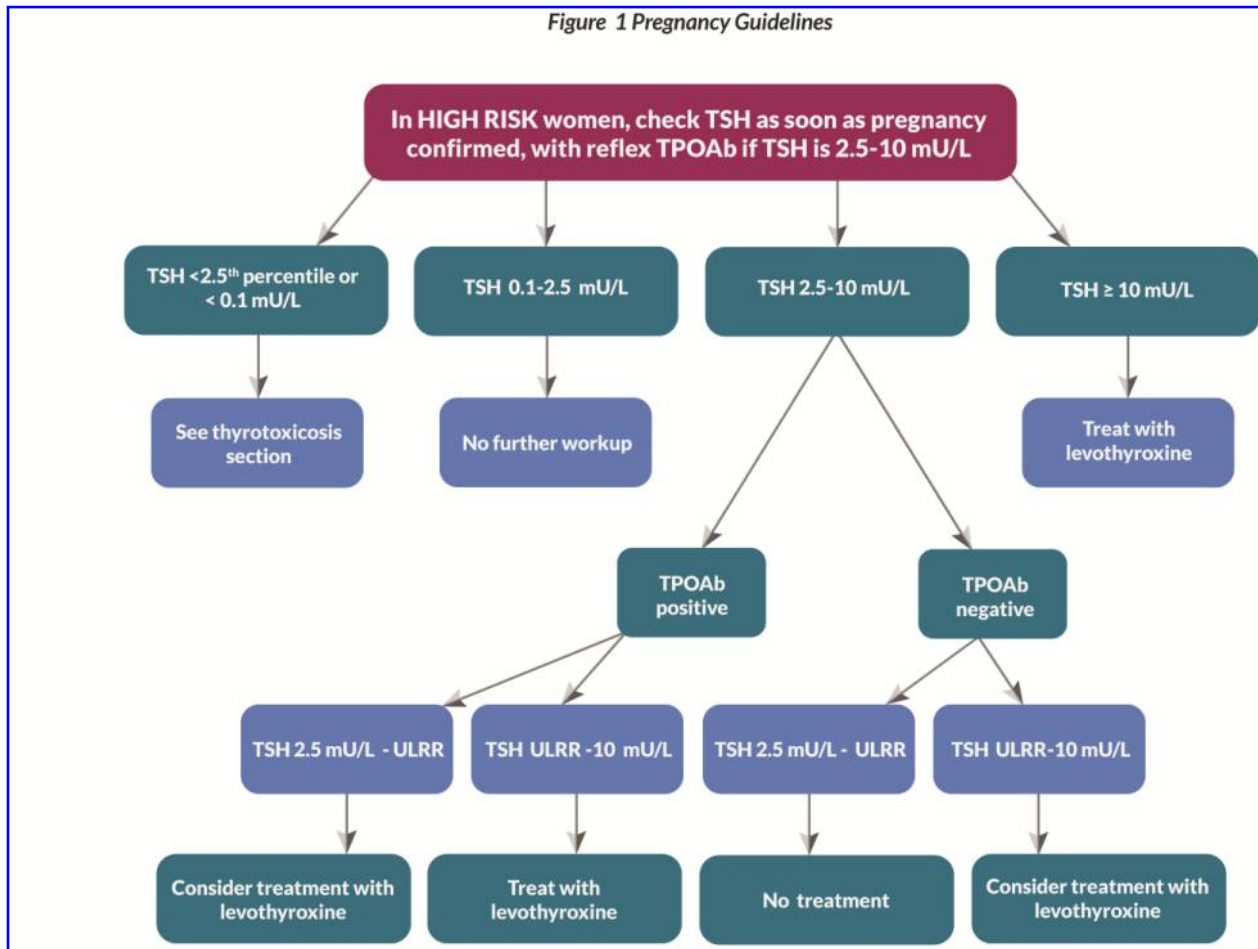 Figure 1 Pregnancy Guidelines
In HIGH RISK women, check TSH as soon as pregnancy
confirmed, with reflex TPOAb if TSH is 2.5-10 mU/L
TSH <2.5th percentile or
< 0.1 mU/L
TSH 0.1-2.5 mU/L
TSH 2.5-10 mU/L
TSH ≥ 10 mU/L
See thyrotoxicosis
section
No further workup
Treat with
levothyroxine
TPOAb
positive
TPOAb
negative
TSH 2.5 mU/L - ULRR
TSH ULRR -10 mU/L
TSH 2.5 mU/L - ULRR
TSH ULRR-10 mU/L
Consider treatment with
levothyroxine
Treat with
levothyroxine
No treatment
Consider treatment with
levothyroxine